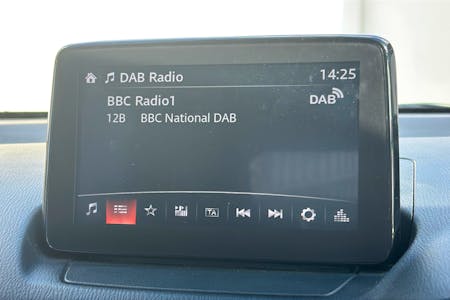 DAB Radio 14:25
BBC Radio1 DAB
12B BBC National DAB
TA